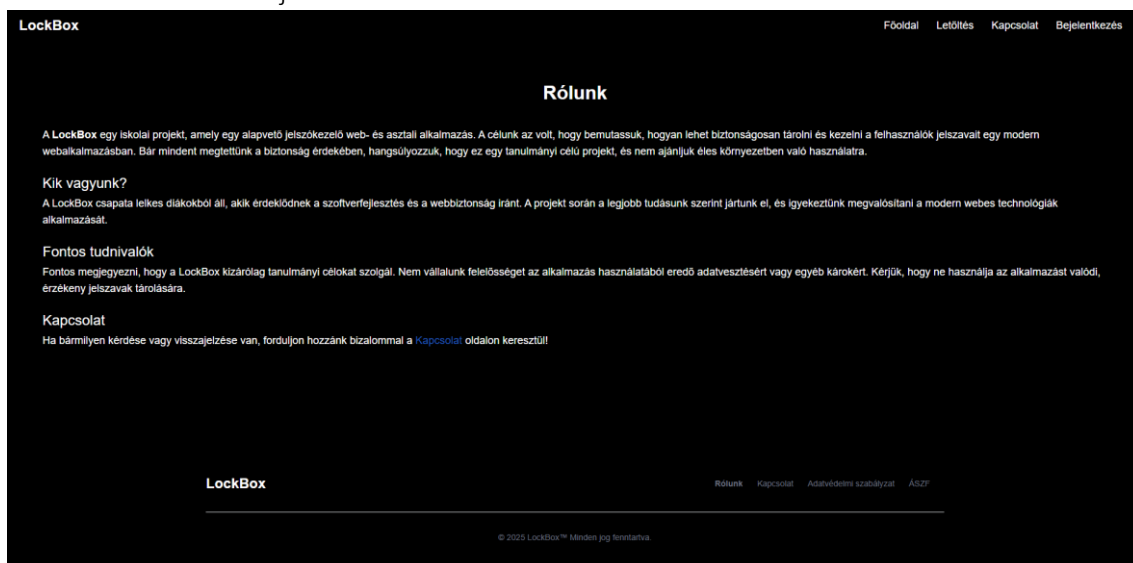 LockBox Főoldal Letöltés Kapcsolat Bejelentkezés
Rólunk
A LockBox egy iskolai projekt, amely egy alapvető jelszókezelő web- és asztali alkalmazás. A célunk az volt, hogy bemutassuk, hogyan lehet biztonságosan tárolni és kezelni a felhasználók jelszavait egy modern
webalkalmazásban. Bár mindent megtettünk a biztonság érdekében, hangsúlyozzuk, hogy ez egy tanulmányi célú projekt, és nem ajánljuk éles környezetben való használatra.
Kik vagyunk?
A LockBox csapata lelkes diákokból áll, akik érdeklődnek a szoftverfejlesztés és a webbiztonság iránt. A projekt során a legjobb tudásunk szerint jártunk el, és igyekeztünk megvalósítani a modern webes technológiák
alkalmazását.
Fontos tudnivalók
Fontos megjegyezni, hogy a LockBox kizárólag tanulmányi célokat szolgál. Nem vállalunk felelősséget az alkalmazás használatából eredő adatvesztésért vagy egyéb károkért. Kérjük, hogy ne használja az alkalmazást valódi,
érzékeny jelszavak tárolására.
Kapcsolat
Ha bármilyen kérdése vagy visszajelzése van, forduljon hozzánk bizalommal a Kapcsolat oldalon keresztül!
LockBox Rólunk Kapcsolat Adatvédelmi szabályzat ÁSZF
© 2025 LockBox™ Minden jog fenntartva.